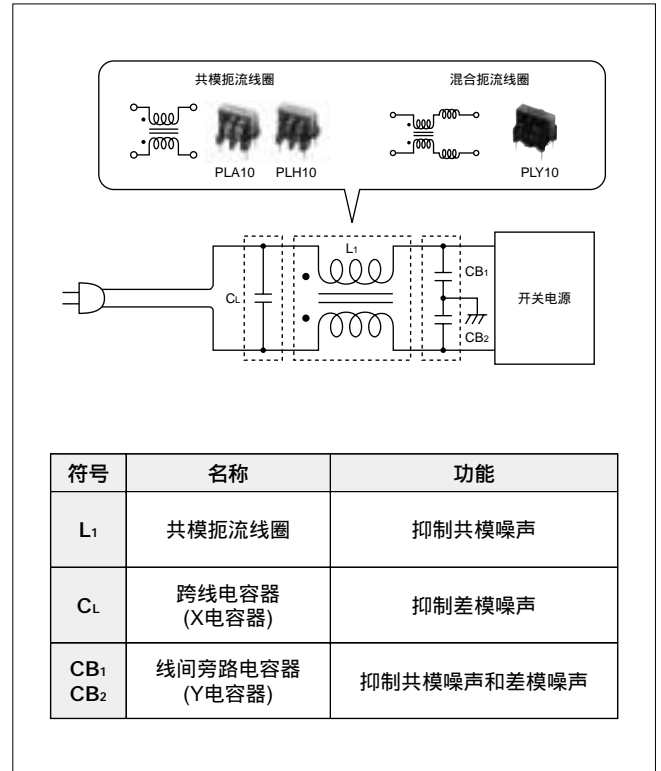 共模扼流线圈
混合扼流线圈
PLA10
PLH10
PLY10
L1
CL
CB1
CB2
开关电源
符号 名称 功能
L1 共模扼流线圈 抑制共模噪声
CL 跨线电容器 抑制差模噪声
(X电容器)
CB1 线间旁路电容器 抑制共模噪声和差模噪声
CB2 (Y电容器)